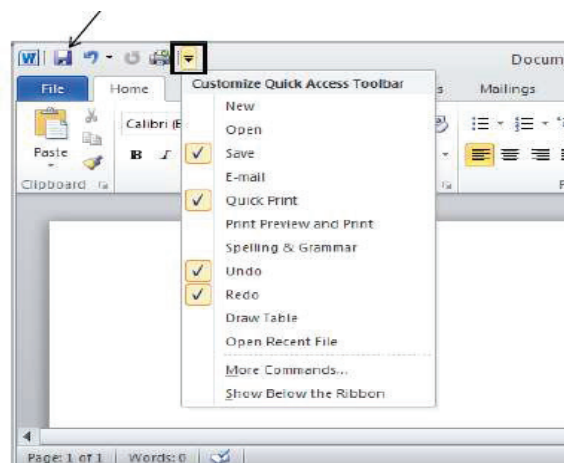 W
Docum
File Home s Mailings
Customize Quick Access Toolbar
Calibri (E
Paste
B I
Clipboard
New
Open
Save
E-mail
Quick Print
Print Preview and Print
Spelling & Grammar
Undo
Redo
Draw Table
Open Recent File
More Commands...
Show Below the Ribbon
Page: 1 of 1 Words: 0